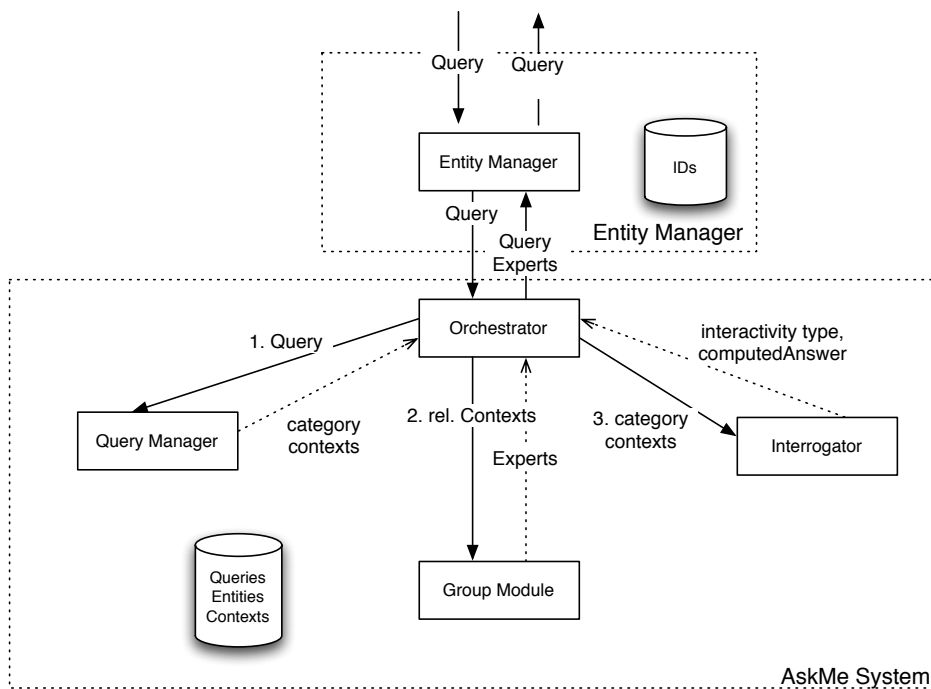 Query
Query
Entity Manager
IDs
Entity Manager
Query
Query
Experts
Orchestrator
1. Query
interactivity type,
computedAnswer
category
contexts
2. rel. Contexts
3. category
contexts
Query Manager
Interrogator
Experts
Queries
Entities
Contexts
Group Module
AskMe System